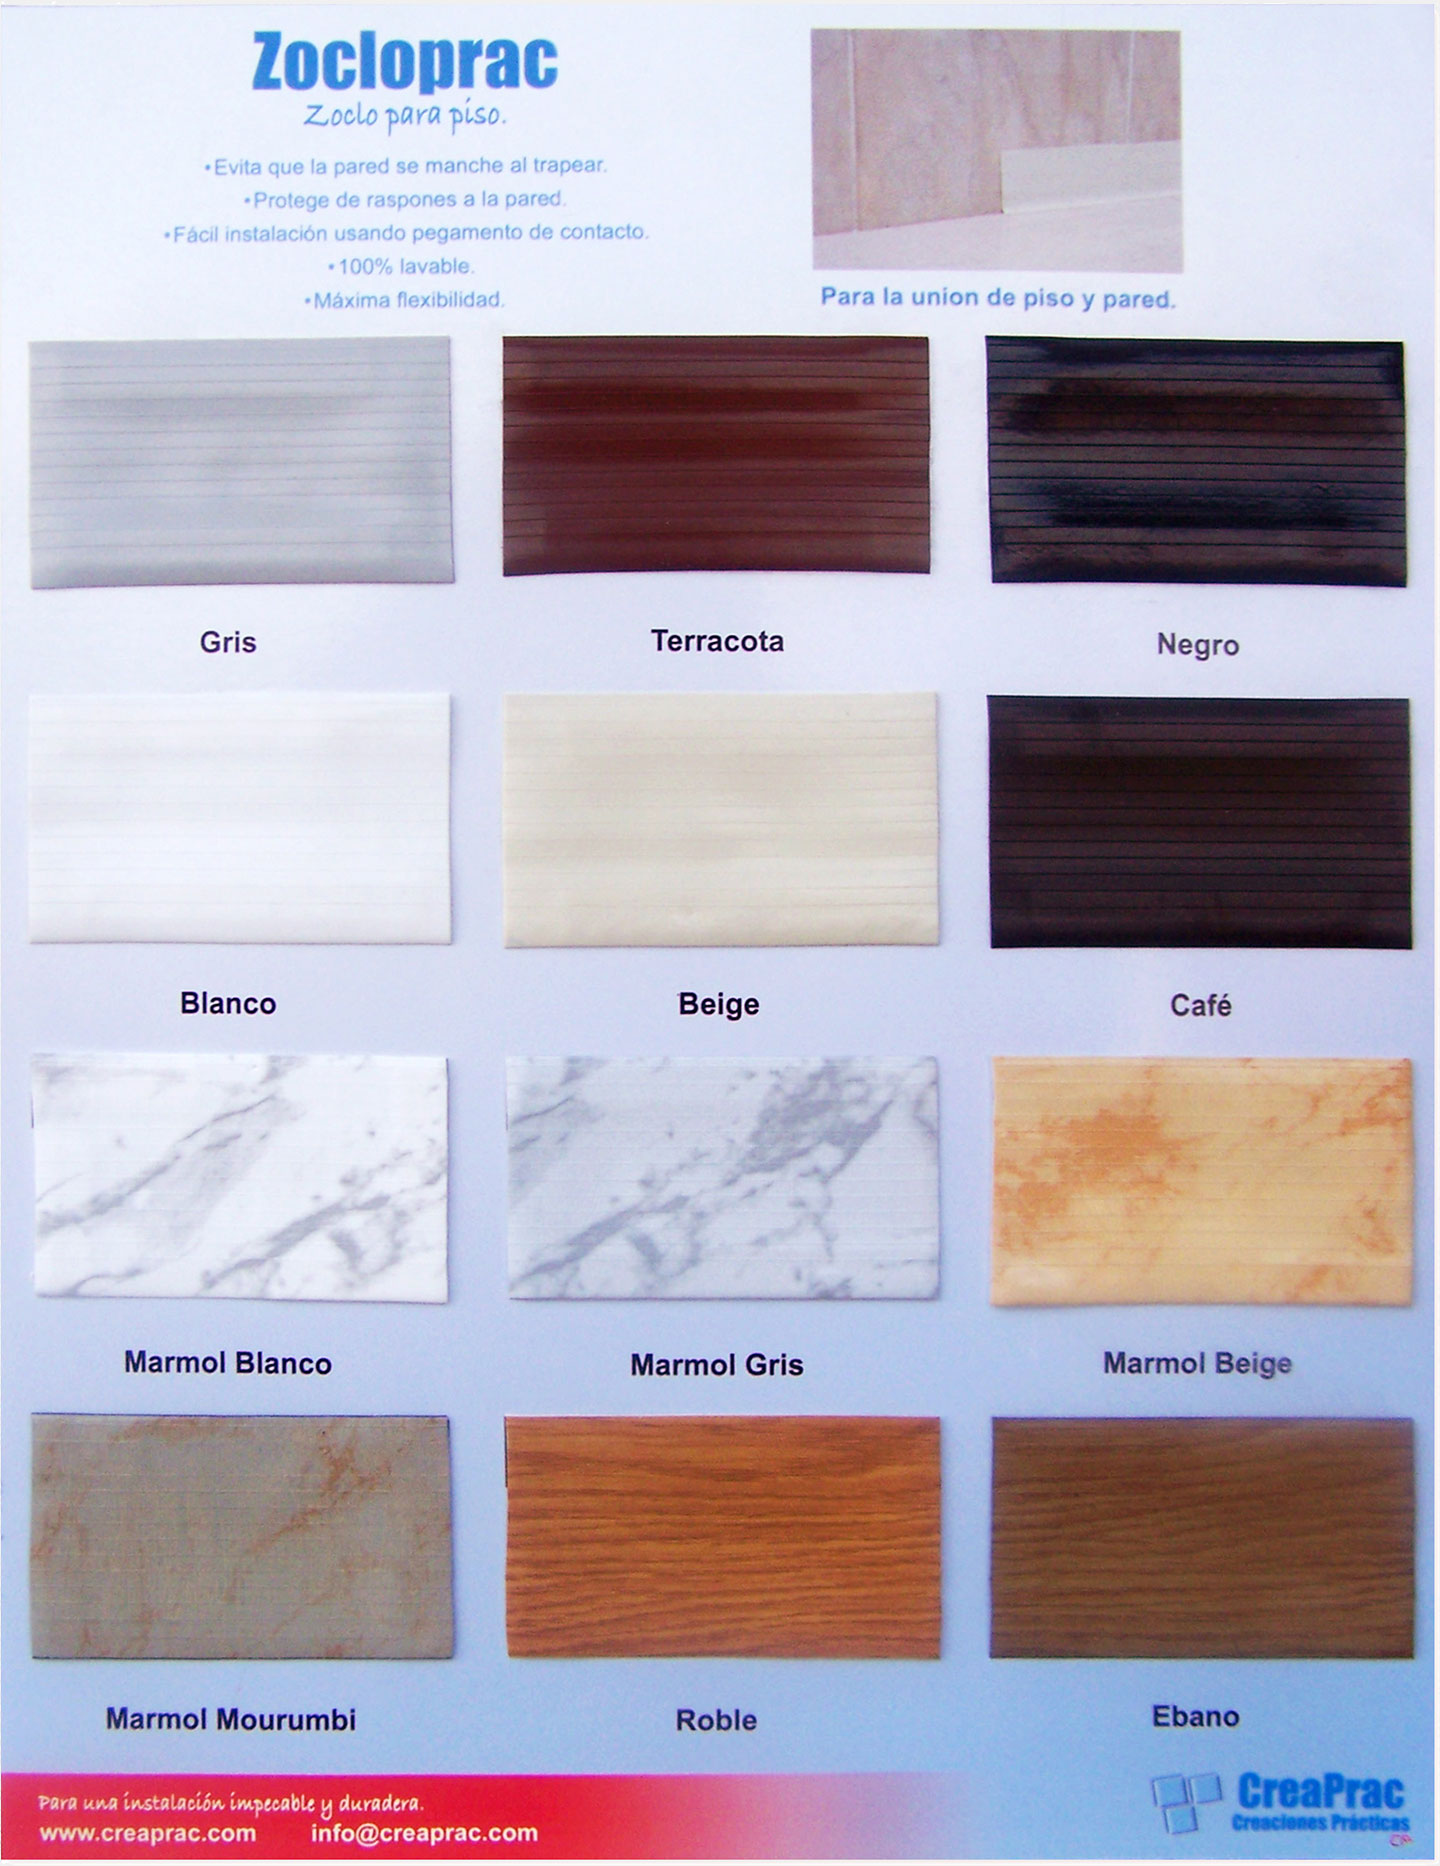 Zocloprac
Zoclo para piso.
•Evita que la pared se manche al trapear.
•Protege de raspones a la pared.
•Fácil instalación usando pegamento de contacto.
•100% lavable.
•Máxima flexibilidad.
Para la union de piso y pared.
Gris
Terracota
Negro
Blanco
Beige
Café
Marmol Blanco
Marmol Gris
Marmol Beige
Marmol Mourumbi
Roble
Ebano
Para una instalación impecable y duradera.
www.creaprac.com info@creaprac.com
CreaPrac
Creaciones Prácticas